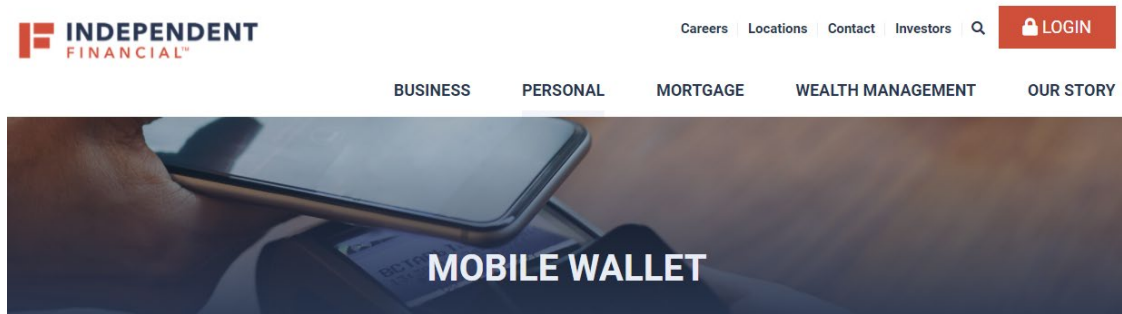 INDEPENDENT
FINANCIAL™
Careers Locations Contact Investors LOGIN
BUSINESS PERSONAL MORTGAGE WEALTH MANAGEMENT OUR STORY
MOBILE WALLET